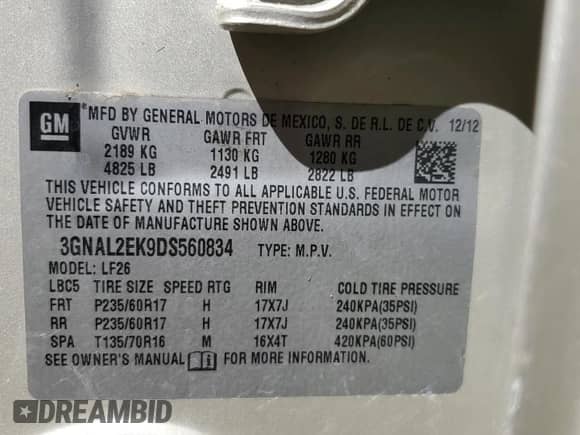 GM
*MFD BY GENERAL MOTORS DE MEXICO, S. DE R.L. DE C.V. 12/12
GVWR GAWR FRT GAWR RR
2189 KG 1130 KG 1280 KG
4825 LB 2491 LB 2822 LB
THIS VEHICLE CONFORMS TO ALL APPLICABLE U.S. FEDERAL MOTOR
VEHICLE SAFETY AND THEFT PREVENTION STANDARDS IN EFFECT ON
THE DATE OF MANUFACTURE SHOWN ABOVE.
3GNAL2EK9DS560834 TYPE: M.P.V.
MODEL: LF26
LBC5 TIRE SIZE SPEED RTG RIM COLD TIRE PRESSURE
FRT P235/60R17 H 17X7J 240KPA(35PSI)
RR P235/60R17 H 17X7J 240KPA(35PSI)
SPA T135/70R16 M 16X4T 420KPA(60PSI)
SEE OWNER'S MANUAL FOR MORE INFORMATION.
DREAMBID